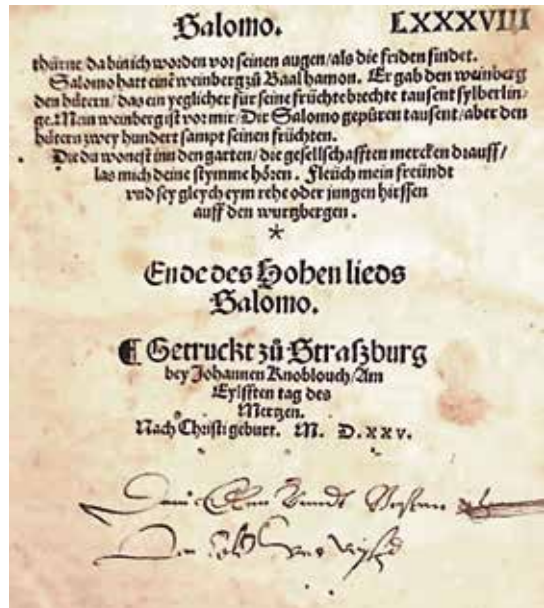 Salomo. LXXXVIII
thürne da bin ich worden vor seinen augen/als die friden findet.
Salomo hatt einē weinberg zů Baal hamon. Er gab den weinberg
den hütern/das ein yeglicher für seine früchte brechte tausent sylberlin-
ge. Mein weinberg ist vor mir/Dir Salomo gepüren tausent/aber den
hütern zwey hundert sampt seinen früchten.
Die du wonest inn den garten/die gesellschafften mercken drauff/
las mich deine stymme hören. Fleüch mein freündt
vnd sey gleych eym rehe oder jungen hirssen
auff den wurtzbergen.
*
Ende des Hohen lieds
Salomo.
¶ Getruckt zů Straßburg
bey Johannen Knoblouch/Am
Eylfften tag des
Mertzen.
Nach Christi geburt. M. D. x x v.